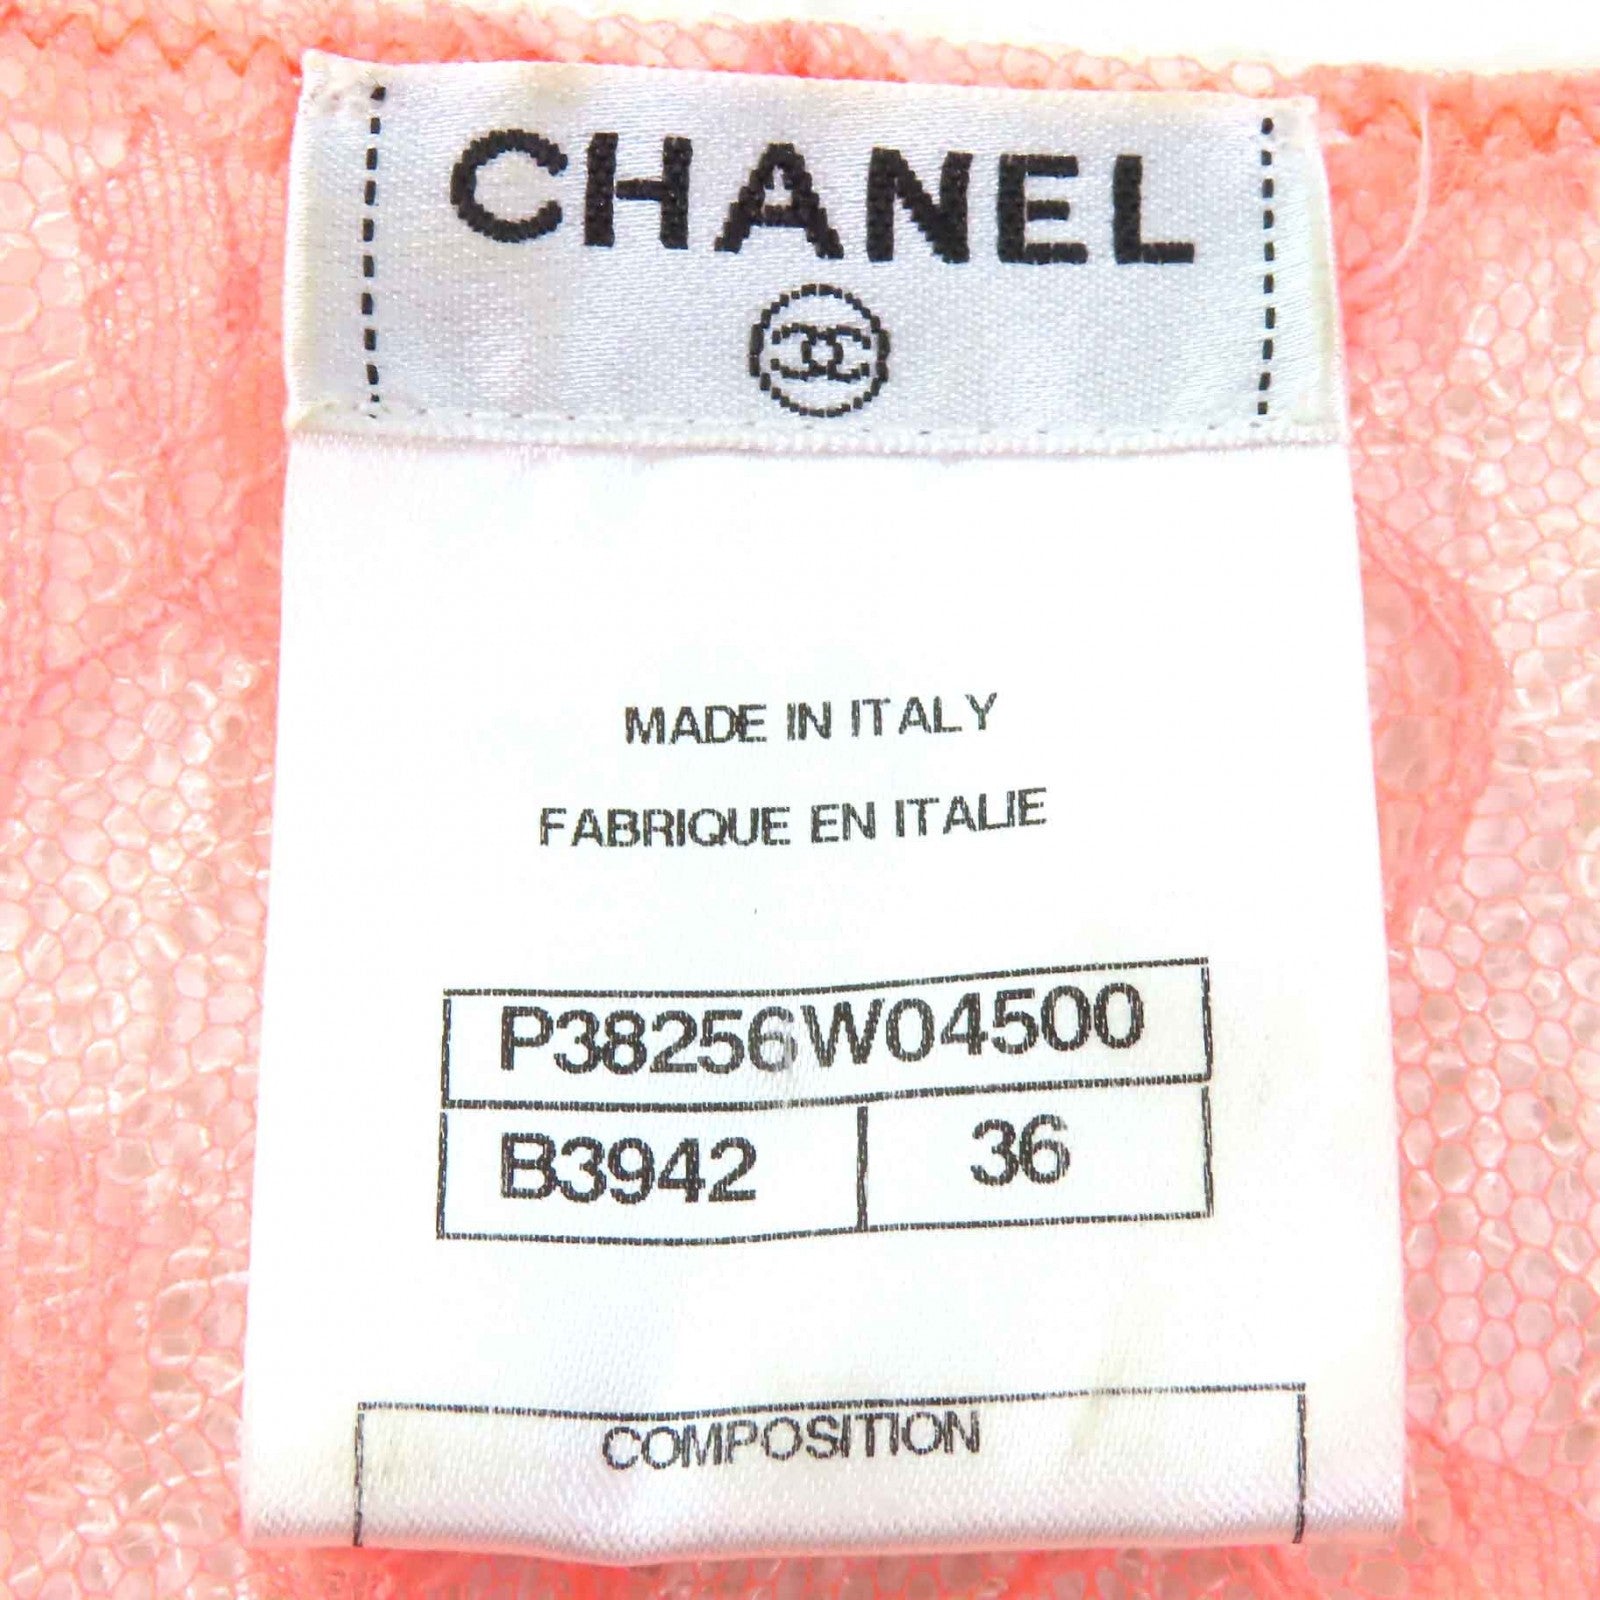 CHANEL
MADE IN ITALY
FABRIQUE EN ITALIE
P38256W04500
B3942 36
COMPOSITION